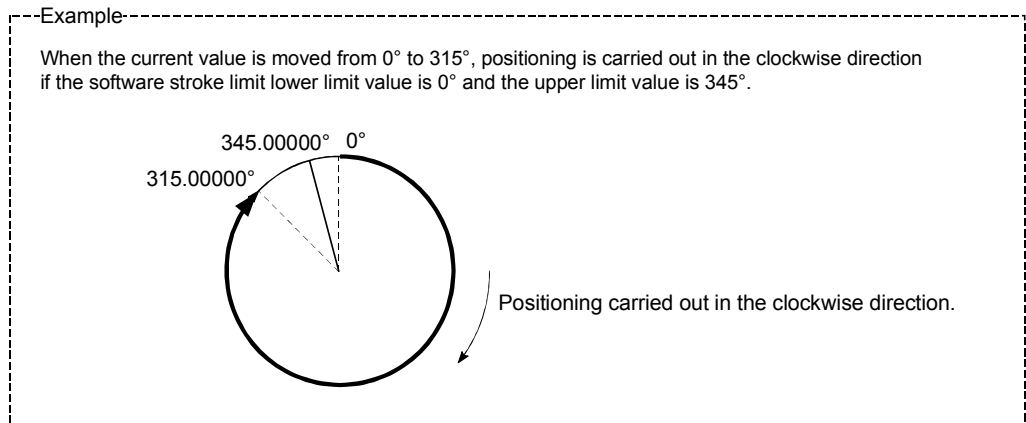 Example
When the current value is moved from 0° to 315°, positioning is carried out in the clockwise direction
if the software stroke limit lower limit value is 0° and the upper limit value is 345°.
345.00000° 0°
315.00000°
Positioning carried out in the clockwise direction.